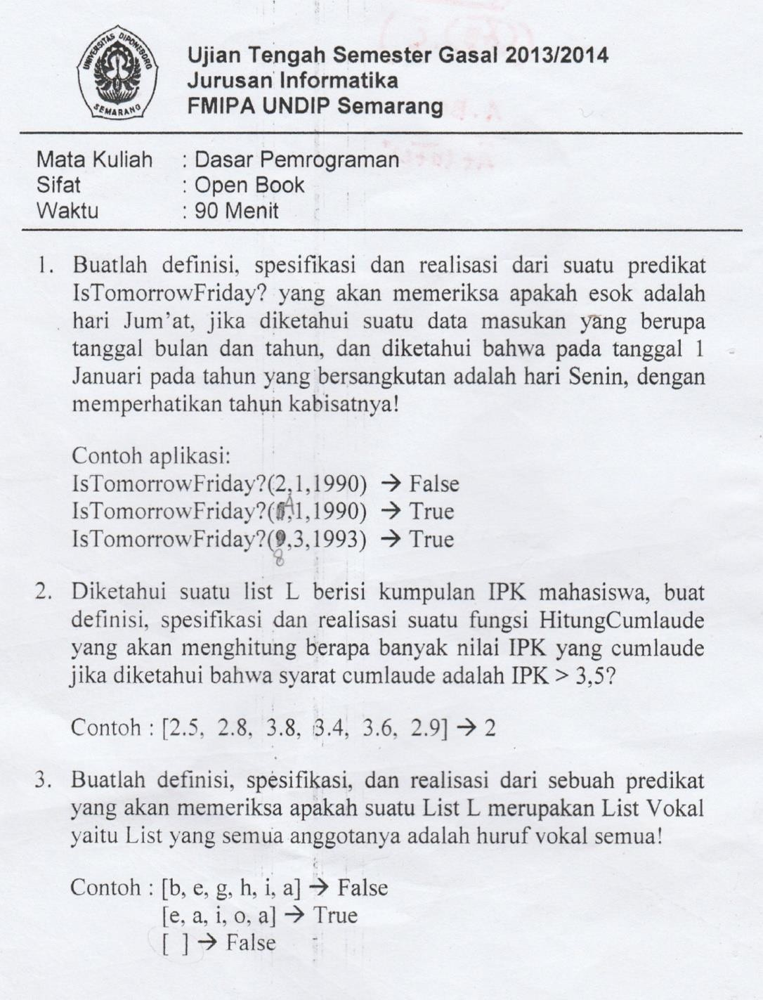 UNIVERSITAS DIPONEGORO
SEMARANG
Ujian Tengah Semester Gasal 2013/2014
Jurusan Informatika
FMIPA UNDIP Semarang
Mata Kuliah : Dasar Pemrograman
Sifat : Open Book
Waktu : 90 Menit
1. Buatlah definisi, spesifikasi dan realisasi dari suatu predikat
IsTomorrowFriday? yang akan memeriksa apakah esok adalah
hari Jum'at, jika diketahui suatu data masukan yang berupa
tanggal bulan dan tahun, dan diketahui bahwa pada tanggal 1
Januari pada tahun yang bersangkutan adalah hari Senin, dengan
memperhatikan tahun kabisatnya!
Contoh aplikasi:
IsTomorrowFriday?(2,1,1990) → False
IsTomorrowFriday?(4,1,1990) → True
IsTomorrowFriday?(9,3,1993) → True
8
2. Diketahui suatu list L berisi kumpulan IPK mahasiswa, buat
definisi, spesifikasi dan realisasi suatu fungsi HitungCumlaude
yang akan menghitung berapa banyak nilai IPK yang cumlaude
jika diketahui bahwa syarat cumlaude adalah IPK > 3,5?
Contoh : [2.5, 2.8, 3.8, 3.4, 3.6, 2.9] → 2
3. Buatlah definisi, spesifikasi, dan realisasi dari sebuah predikat
yang akan memeriksa apakah suatu List L merupakan List Vokal
yaitu List yang semua anggotanya adalah huruf vokal semua!
Contoh : [b, e, g, h, i, a] → False
[e, a, i, o, a] → True
[ ] → False